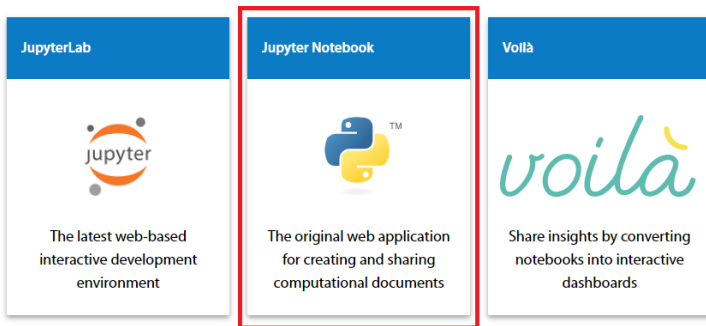 JupyterLab
jupyter
The latest web-based
interactive development
environment
Jupyter Notebook
TM
The original web application
for creating and sharing
computational documents
Voilà
voilà
Share insights by converting
notebooks into interactive
dashboards